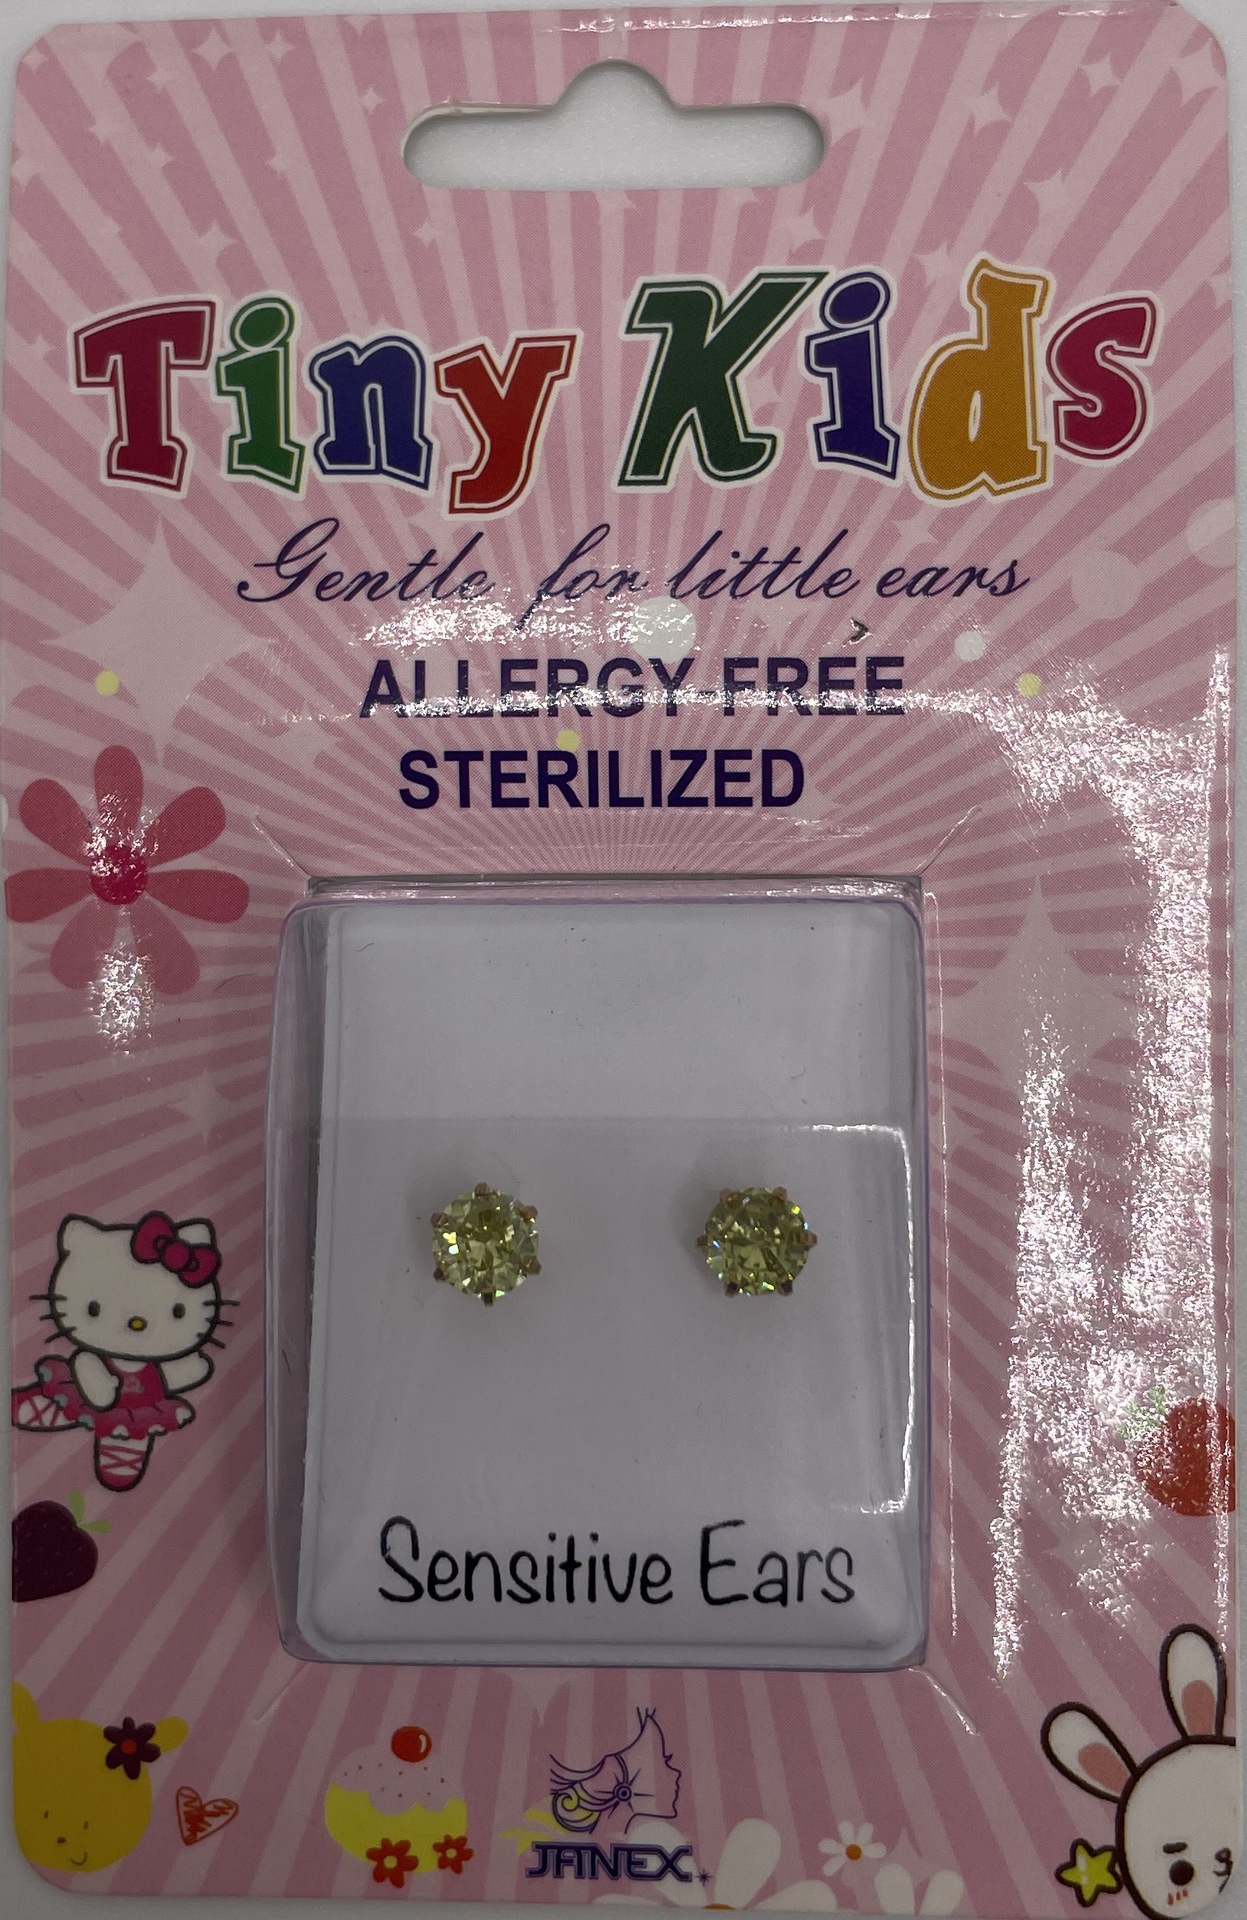 Tiny Kids
Gentle for little ears
ALLERGY-FREE
STERILIZED
Sensitive Ears
JANEX